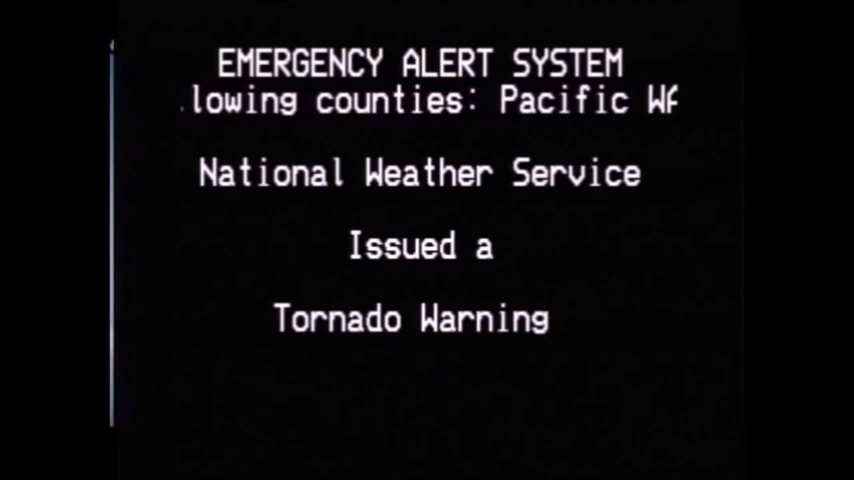 EMERGENCY ALERT SYSTEM
lowing counties: Pacific
National Weather Service
Issued a
Tornado Warning